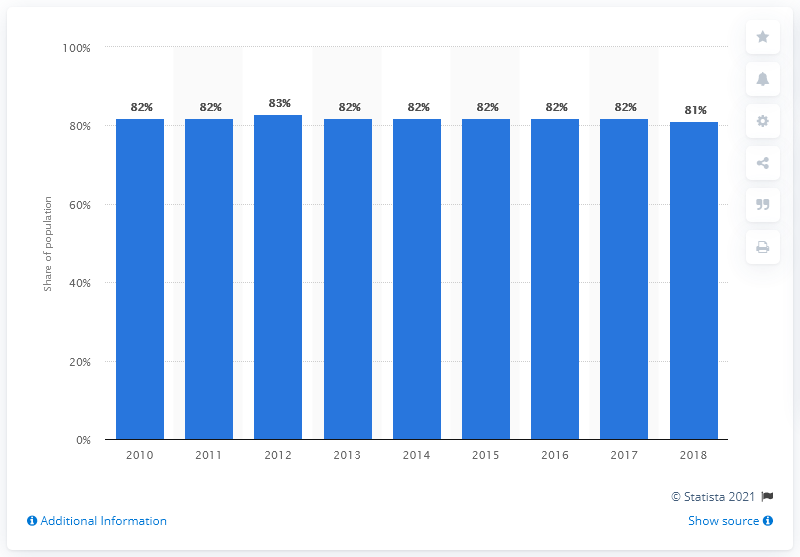 100%
80%
60%
40%
20%
0%
Share of population
82% 82% 83% 82% 82% 82% 82% 82% 81%
2010 2011 2012 2013 2014 2015 2016 2017 2018
© Statista 2021
Additional Information
Show source